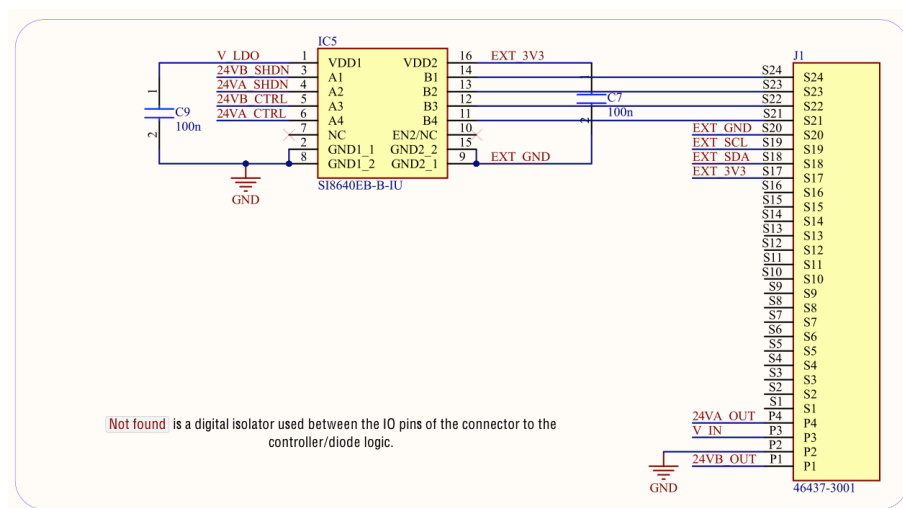 IC5
V_LDO 1 VDD1 VDD2 16 EXT_3V3
24VB_SHDN 3 A1 B1 14
24VA_SHDN 4 A2 B2 13
24VB_CTRL 5 A3 B3 12
24VA_CTRL 6 A4 B4 11
7 NC EN2/NC 10
2 GND1_1 GND2_2 15
8 GND1_2 GND2_1 9 EXT_GND
SI8640EB-B-IU
1
C9
100n
2
GND
1
C7
100n
2
J1
S24 S24
S23 S23
S22 S22
S21 S21
EXT_GND S20 S20
EXT_SCL S19 S19
EXT_SDA S18 S18
EXT_3V3 S17 S17
S16 S16
S15 S15
S14 S14
S13 S13
S12 S12
S11 S11
S10 S10
S9 S9
S8 S8
S7 S7
S6 S6
S5 S5
S4 S4
S3 S3
S2 S2
S1 S1
24VA_OUT P4 P4
V_IN P3 P3
P2 P2
24VB_OUT P1 P1
GND
46437-3001
Not found is a digital isolator used between the IO pins of the connector to the
controller/diode logic.